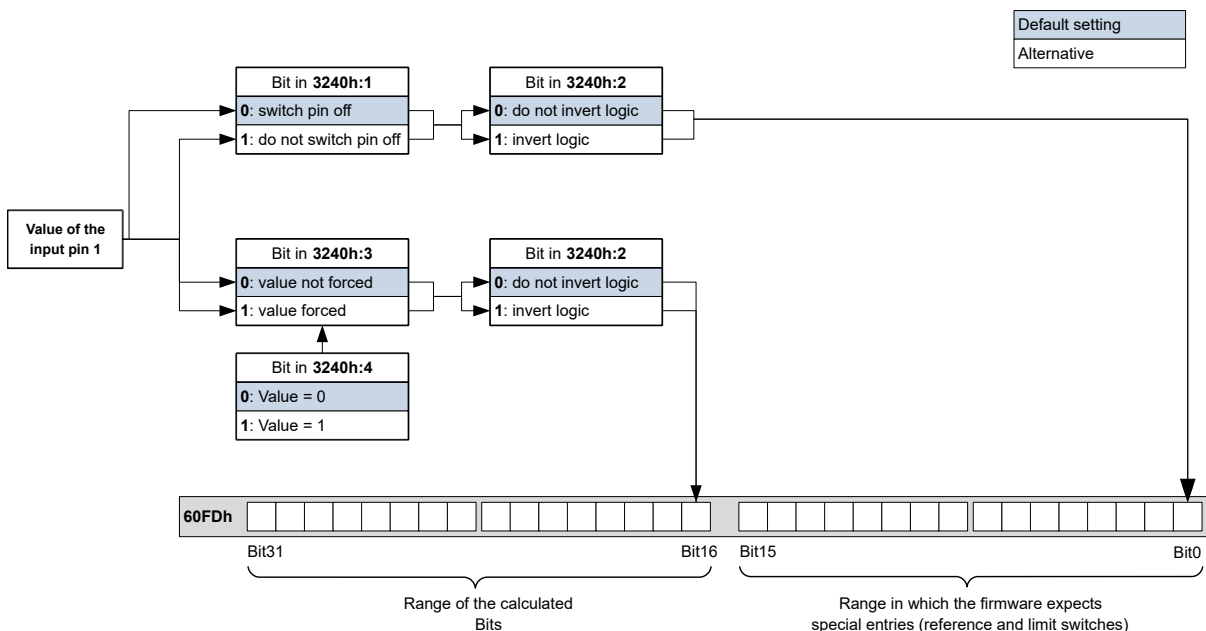 Default setting
Alternative
Bit in 3240h:1
0: switch pin off
1: do not switch pin off
Bit in 3240h:2
0: do not invert logic
1: invert logic
Value of the
input pin 1
Bit in 3240h:3
0: value not forced
1: value forced
Bit in 3240h:2
0: do not invert logic
1: invert logic
Bit in 3240h:4
0: Value = 0
1: Value = 1
60FDh
Bit31
Bit16
Bit15
Bit0
Range of the calculated
Bits
Range in which the firmware expects
special entries (reference and limit switches)